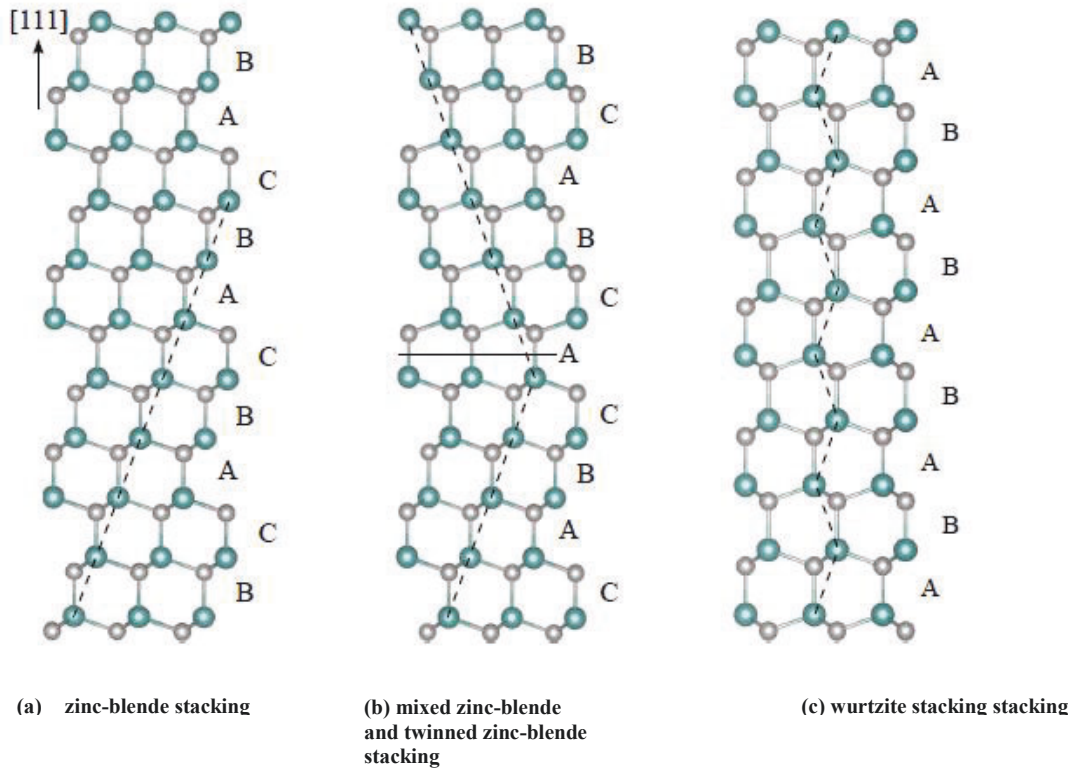 [111]
B
A
C
B
A
C
B
A
C
B
B
C
A
B
C
A
C
B
A
C
A
B
A
B
A
B
A
B
A
(a) zinc-blende stacking
(b) mixed zinc-blende
and twinned zinc-blende
stacking
(c) wurtzite stacking stacking